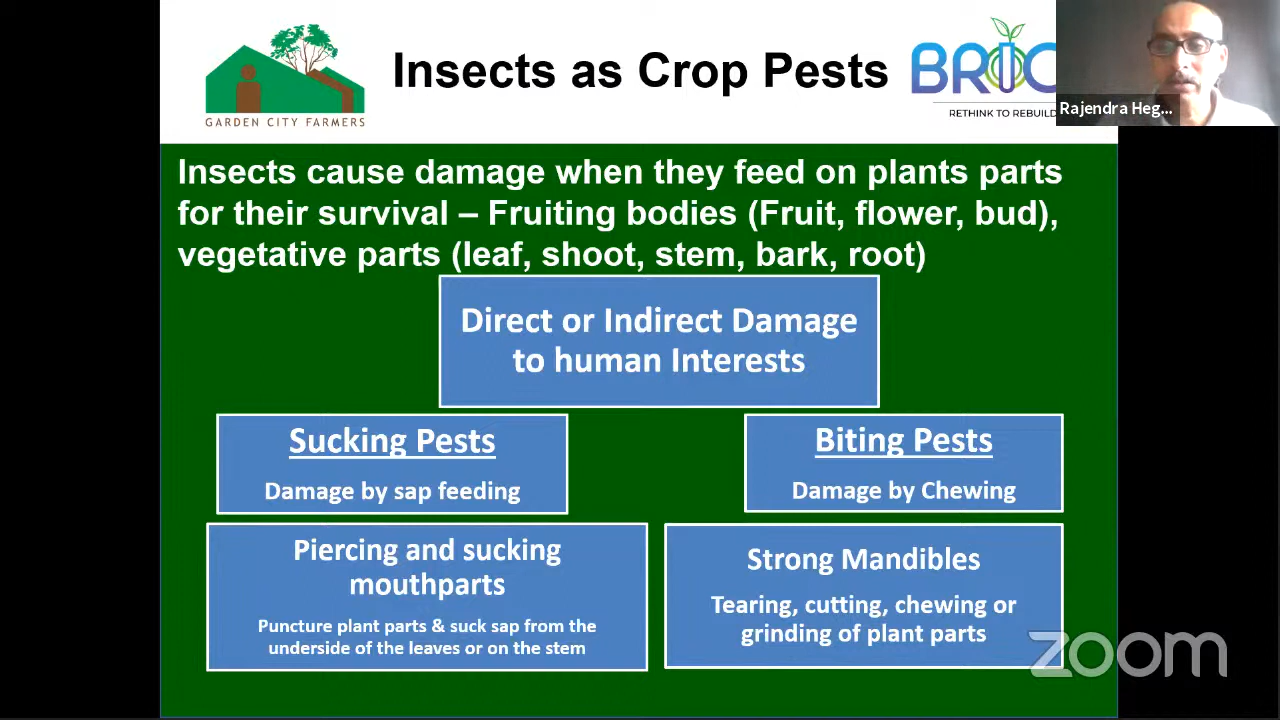 Insects as Crop Pests
GARDEN CITY FARMERS
BRIC
RETHINK TO REBUILD
Rajendra Heg...
Insects cause damage when they feed on plants parts
for their survival – Fruiting bodies (Fruit, flower, bud),
vegetative parts (leaf, shoot, stem, bark, root)
Direct or Indirect Damage
to human Interests
Sucking Pests
Damage by sap feeding
Biting Pests
Damage by Chewing
Piercing and sucking
mouthparts
Puncture plant parts & suck sap from the
underside of the leaves or on the stem
Strong Mandibles
Tearing, cutting, chewing or
grinding of plant parts
zoom